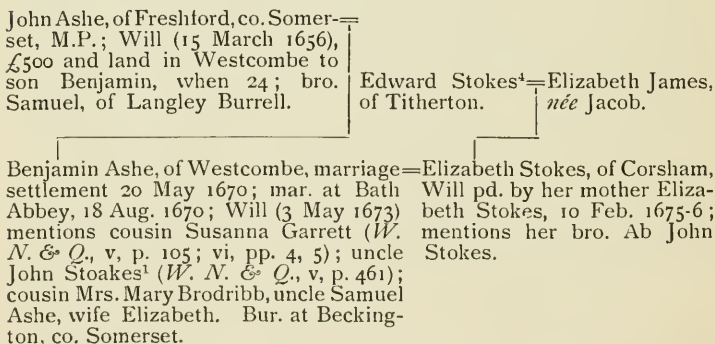 John Ashe, of Freshford, co. Somer-
set, M.P.; Will (15 March 1656),
£500 and land in Westcombe to
son Benjamin, when 24; bro.
Samuel, of Langley Burrell.
Edward Stokes⁴=Elizabeth James,
of Titherton. née Jacob.
Benjamin Ashe, of Westcombe, marriage
settlement 20 May 1670; mar. at Bath
Abbey, 18 Aug. 1670; Will (3 May 1673)
mentions cousin Susanna Garrett (W.
N. & Q., v, p. 105; vi, pp. 4, 5); uncle
John Stoakes¹ (W. N. & Q., v, p. 461);
cousin Mrs. Mary Brodribb, uncle Samuel
Ashe, wife Elizabeth. Bur. at Becking-
ton, co. Somerset.
=Elizabeth Stokes, of Corsham,
Will pd. by her mother Eliza-
beth Stokes, 10 Feb. 1675-6;
mentions her bro. Ab John
Stokes.